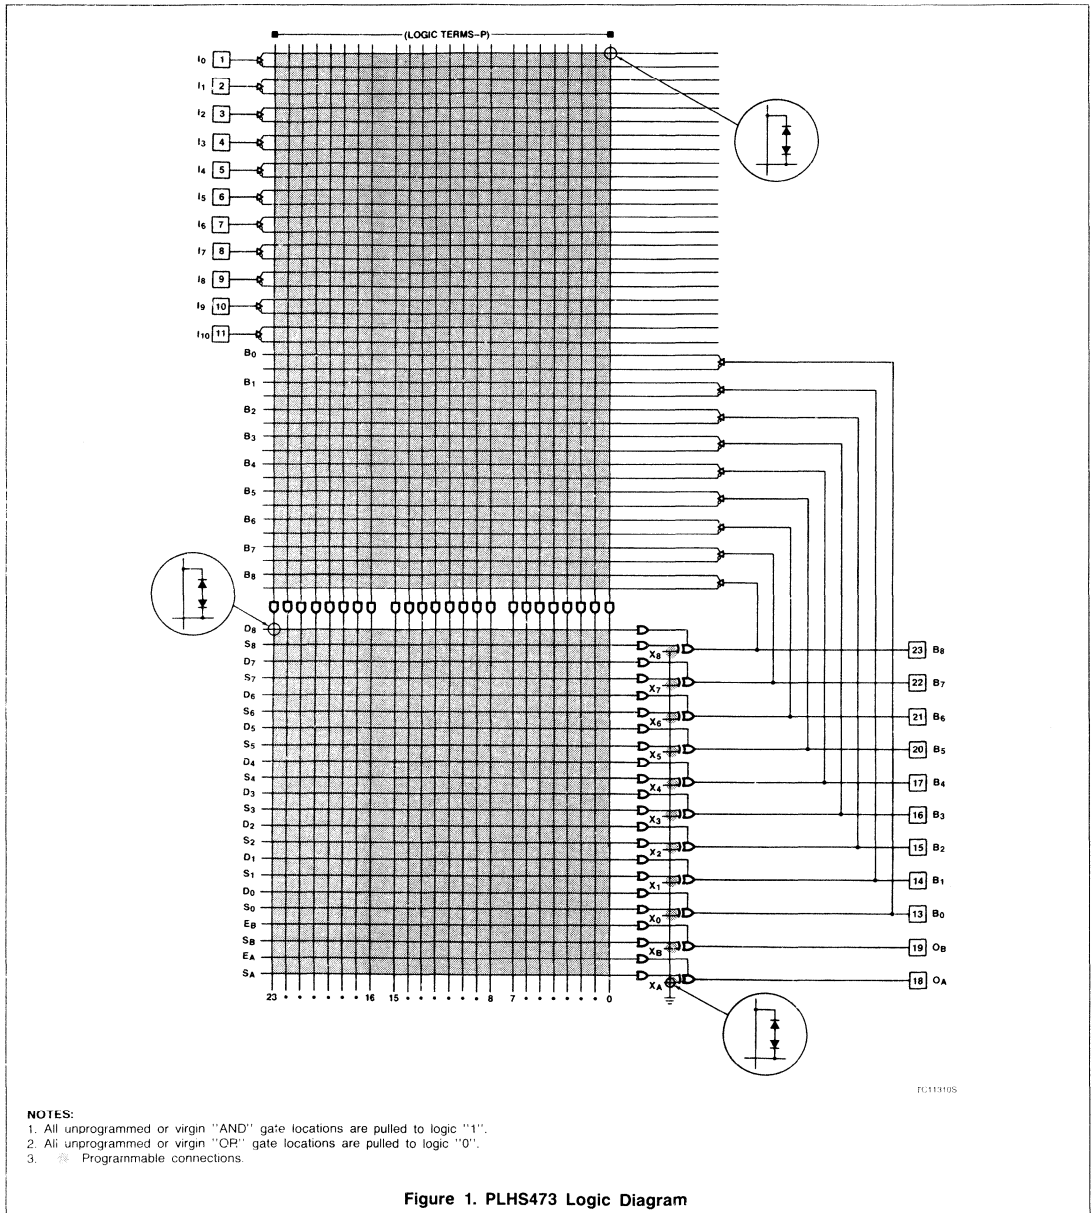 (LOGIC TERMS–P)
I0 1
I1 2
I2 3
I3 4
I4 5
I5 6
I6 7
I7 8
I8 9
I9 10
I10 11
B0
B1
B2
B3
B4
B5
B6
B7
B8
D8
S8
X8
23 B8
D7
S7
X7
22 B7
D6
S6
X6
21 B6
D5
S5
X5
20 B5
D4
S4
X4
17 B4
D3
S3
X3
16 B3
D2
S2
X2
15 B2
D1
S1
X1
14 B1
D0
S0
X0
13 B0
EB
SB
XB
19 OB
EA
SA
XA
18 OA
23 16 15 8 7 0
TC11310S
NOTES:
1. All unprogrammed or virgin "AND" gate locations are pulled to logic "1".
2. All unprogrammed or virgin "OR" gate locations are pulled to logic "0".
3. Programmable connections.
Figure 1. PLHS473 Logic Diagram